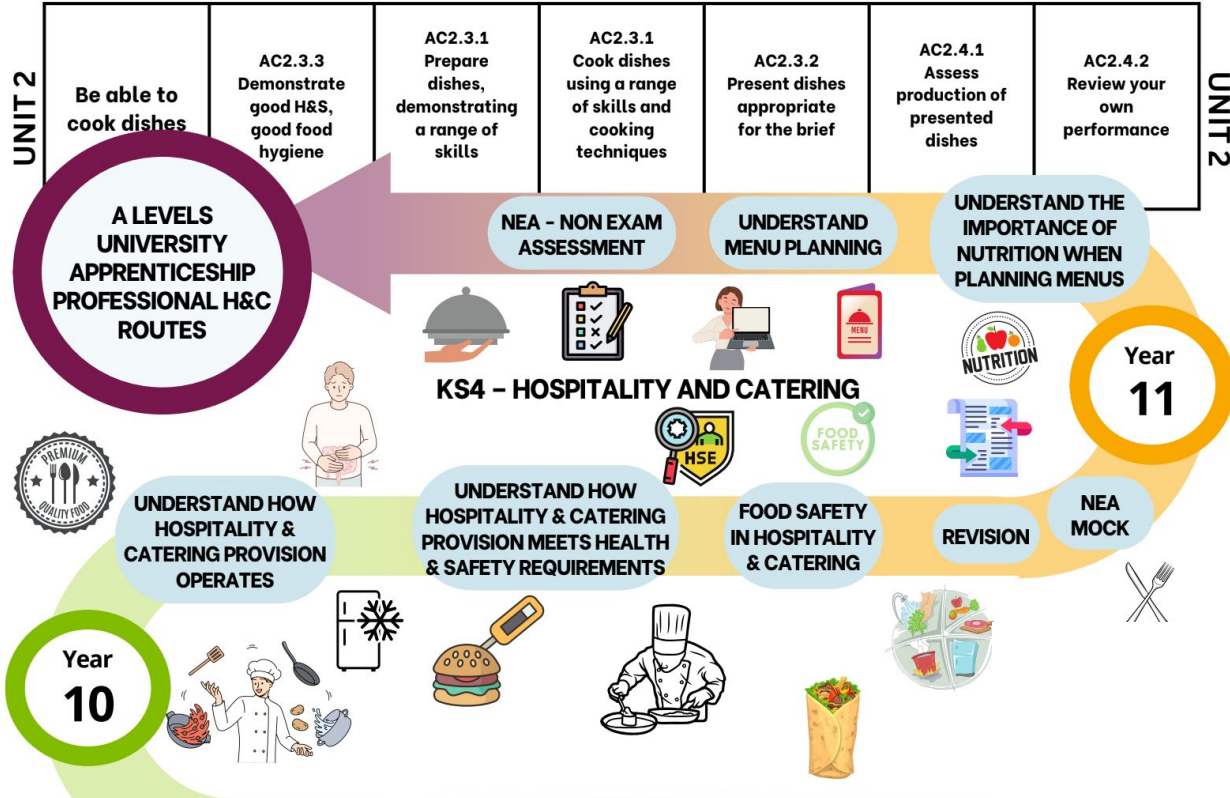 UNIT 2
Be able to
cook dishes
AC2.3.3
Demonstrate
good H&S,
good food
hygiene
AC2.3.1
Prepare
dishes,
demonstrating
a range of
skills
AC2.3.1
Cook dishes
using a range
of skills and
cooking
techniques
AC2.3.2
Present dishes
appropriate
for the brief
AC2.4.1
Assess
production of
presented
dishes
AC2.4.2
Review your
own
performance
UNIT 2
A LEVELS
UNIVERSITY
APPRENTICESHIP
PROFESSIONAL H&C
ROUTES
NEA - NON EXAM
ASSESSMENT
UNDERSTAND
MENU PLANNING
UNDERSTAND THE
IMPORTANCE OF
NUTRITION WHEN
PLANNING MENUS
MENU
NUTRITION
Year
11
KS4 – HOSPITALITY AND CATERING
HSE
FOOD
SAFETY
PREMIUM
QUALITY FOOD
UNDERSTAND HOW
HOSPITALITY &
CATERING PROVISION
OPERATES
UNDERSTAND HOW
HOSPITALITY & CATERING
PROVISION MEETS HEALTH
& SAFETY REQUIREMENTS
FOOD SAFETY
IN HOSPITALITY
& CATERING
REVISION
NEA
MOCK
Year
10